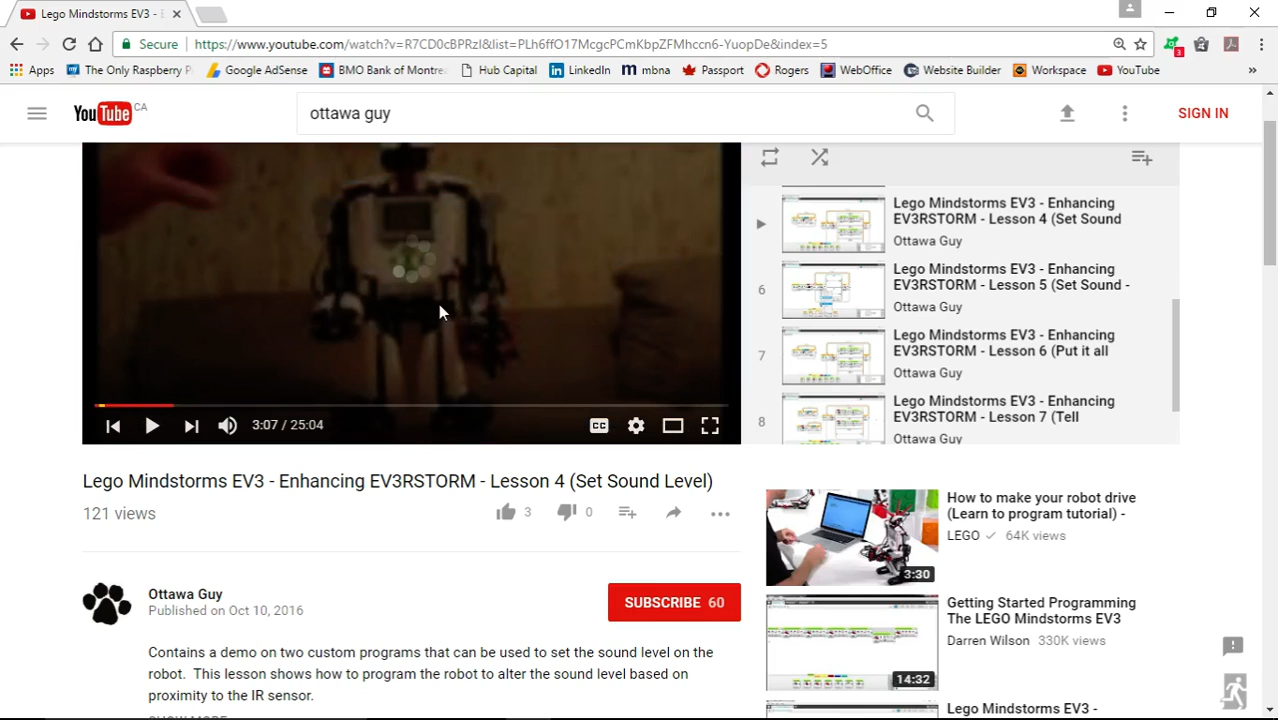 Lego Mindstorms EV3 - E
Secure https://www.youtube.com/watch?v=R7CD0cBPRzI&list=PLh6ffO17McgcPCmKbpZFMhccn6-YuopDe&index=5
3
Apps The Only Raspberry P Google AdSense BMO Bank of Montre Hub Capital LinkedIn mbna Passport Rogers WebOffice Website Builder Workspace YouTube »
YouTube CA
ottawa guy
SIGN IN
Lego Mindstorms EV3 - Enhancing
EV3RSTORM - Lesson 4 (Set Sound
Ottawa Guy
6
Lego Mindstorms EV3 - Enhancing
EV3RSTORM - Lesson 5 (Set Sound -
Ottawa Guy
7
Lego Mindstorms EV3 - Enhancing
EV3RSTORM - Lesson 6 (Put it all
Ottawa Guy
8
Lego Mindstorms EV3 - Enhancing
EV3RSTORM - Lesson 7 (Tell
Ottawa Guy
3:07 / 25:04
CC
Lego Mindstorms EV3 - Enhancing EV3RSTORM - Lesson 4 (Set Sound Level)
121 views
3
0
Ottawa Guy
Published on Oct 10, 2016
SUBSCRIBE 60
Contains a demo on two custom programs that can be used to set the sound level on the
robot. This lesson shows how to program the robot to alter the sound level based on
proximity to the IR sensor.
SHOW MORE
How to make your robot drive
(Learn to program tutorial) -
LEGO 64K views
3:30
Getting Started Programming
The LEGO Mindstorms EV3
Darren Wilson 330K views
14:32
Lego Mindstorms EV3 -